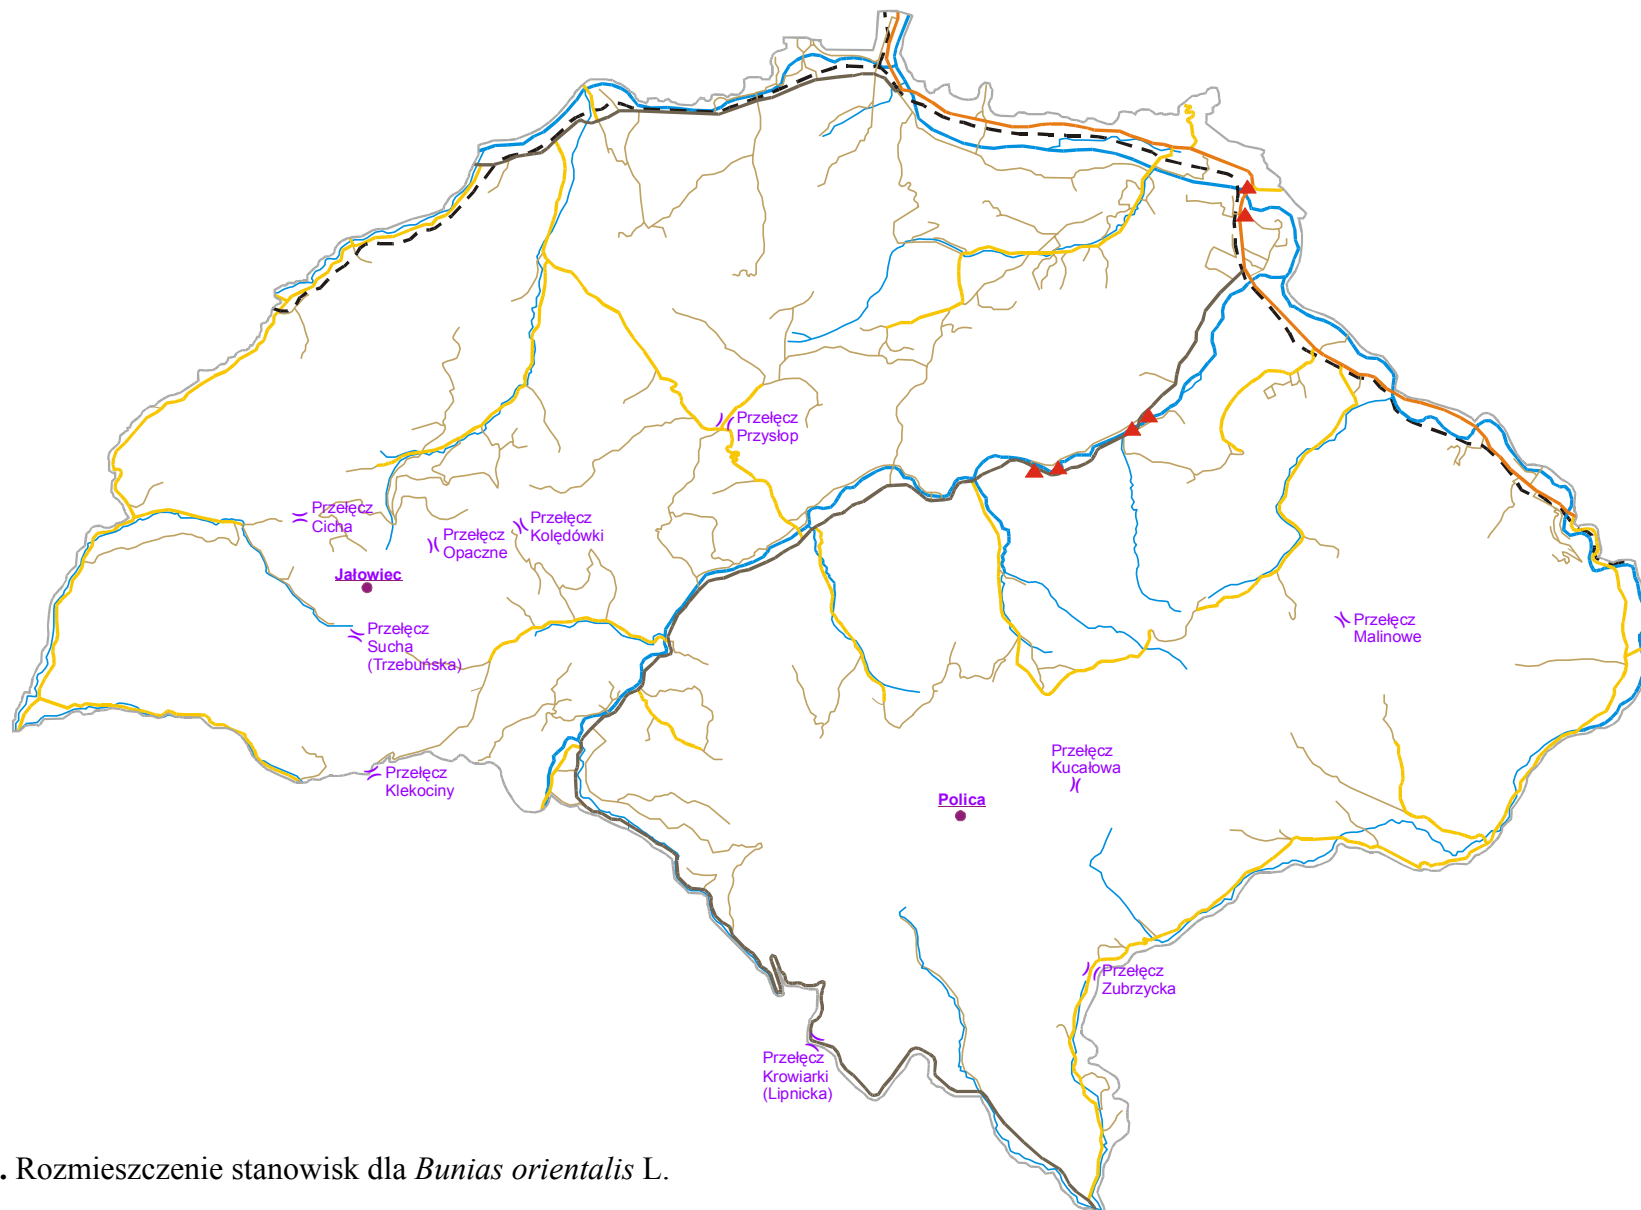 Przełęcz
Przysłop
Przełęcz
Cicha
Przełęcz
Kolędówki
Przełęcz
Opaczne
Jałowiec
Przełęcz
Sucha
(Trzebuńska)
Przełęcz
Malinowe
Przełęcz
Klekociny
Przełęcz
Kucałowa
Polica
Przełęcz
Zubrzycka
Przełęcz
Krowiarki
(Lipnicka)
. Rozmieszczenie stanowisk dla Bunias orientalis L.